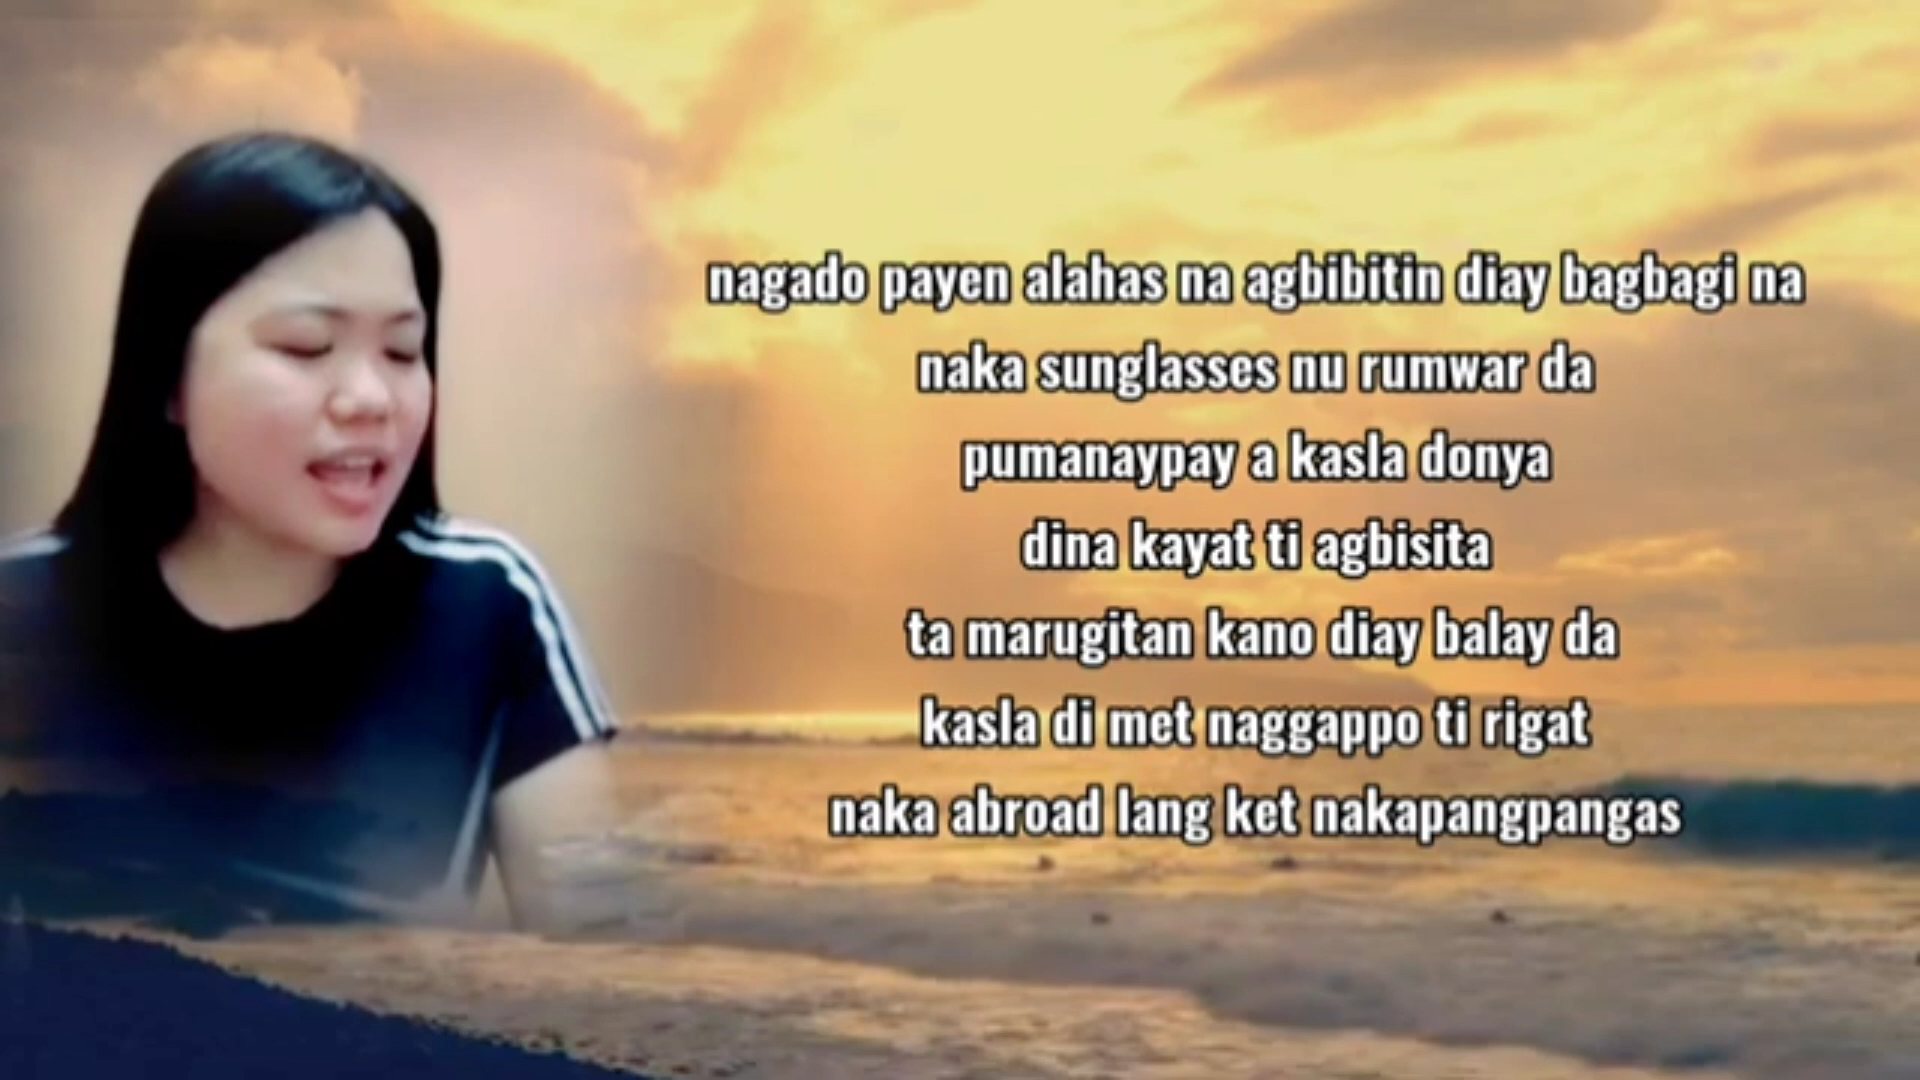 nagado payen alahas na agbibitin diay bagbagi na
naka sunglasses nu rumwar da
pumanaypay a kasla donya
dina kayat ti agbisita
ta marugitan kano diay balay da
kasla di met naggappo ti rigat
naka abroad lang ket nakapangpangas